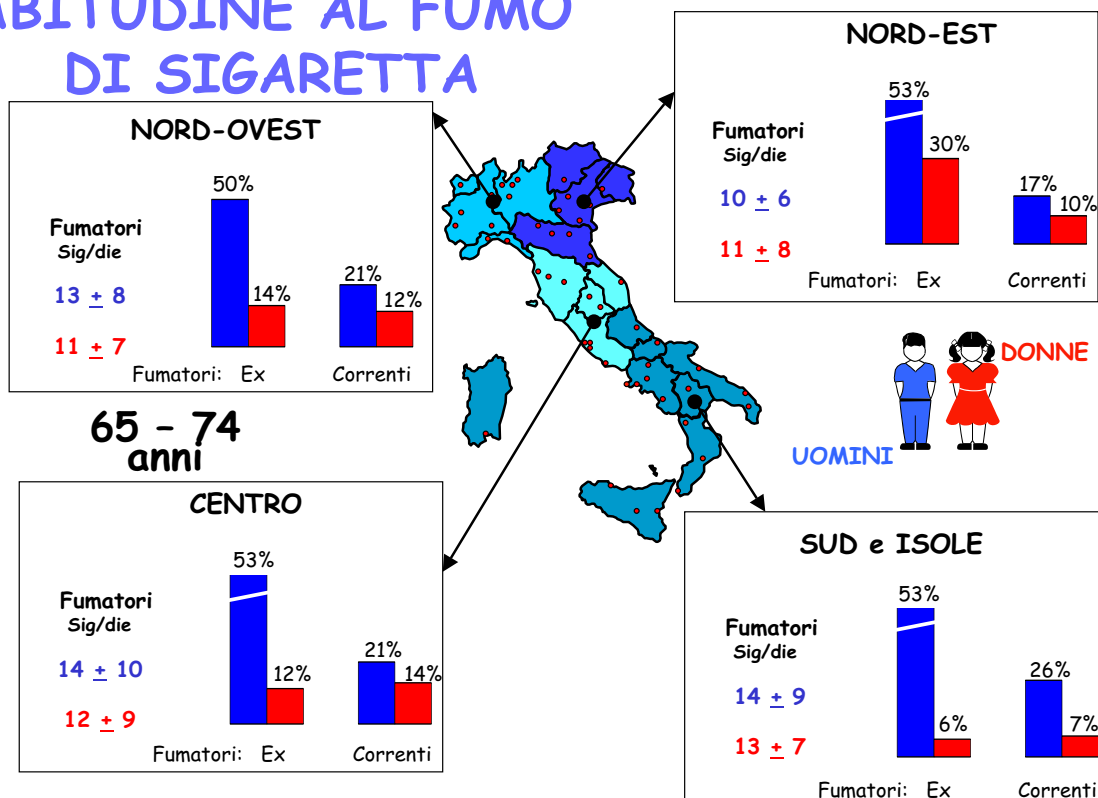 ABITUDINE AL FUMO
DI SIGARETTA
NORD-OVEST
Fumatori
Sig/die
13 + 8
11 + 7
50%
14%
21%
12%
Fumatori: Ex Correnti
NORD-EST
Fumatori
Sig/die
10 + 6
11 + 8
53%
30%
17%
10%
Fumatori: Ex Correnti
DONNE
UOMINI
65 – 74
anni
CENTRO
Fumatori
Sig/die
14 + 10
12 + 9
53%
12%
21%
14%
Fumatori: Ex Correnti
SUD e ISOLE
Fumatori
Sig/die
14 + 9
13 + 7
53%
6%
26%
7%
Fumatori: Ex Correnti